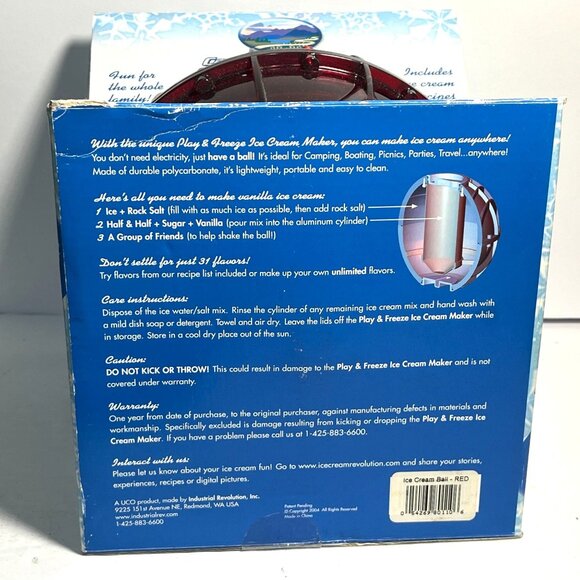 Fun for
the whole
family!
Includes
cream
With the unique Play & Freeze Ice Cream Maker, you can make ice cream anywhere!
You don't need electricity, just have a ball! It's ideal for Camping, Boating, Picnics, Parties, Travel...anywhere!
Made of durable polycarbonate, it's lightweight, portable and easy to clean.
Here's all you need to make vanilla ice cream:
1 Ice + Rock Salt (fill with as much ice as possible, then add rock salt)
2 Half & Half + Sugar + Vanilla (pour mix into the aluminum cylinder)
3 A Group of Friends (to help shake the ball!)
Don't settle for just 31 flavors!
Try flavors from our recipe list included or make up your own unlimited flavors.
Care instructions:
Dispose of the ice water/salt mix. Rinse the cylinder of any remaining ice cream mix and hand wash with
a mild dish soap or detergent. Towel and air dry. Leave the lids off the Play & Freeze Ice Cream Maker while
in storage. Store in a cool dry place out of the sun.
Caution:
DO NOT KICK OR THROW! This could result in damage to the Play & Freeze Ice Cream Maker and is not
covered under warranty.
Warranty:
One year from date of purchase, to the original purchaser, against manufacturing defects in materials and
workmanship. Specifically excluded is damage resulting from kicking or dropping the Play & Freeze Ice
Cream Maker. If you have a problem please call us at 1-425-883-6600.
Interact with us:
Please let us know about your ice cream fun! Go to www.icecreamrevolution.com and share your stories,
experiences, recipes or digital pictures.
A UCO product, made by Industrial Revolution, Inc.
9225 151st Avenue NE, Redmond, WA USA
www.industrialrev.com
1-425-883-6600
Patent Pending
© Copyright 2004 All Rights Reserved
Made in China
Ice Cream Ball - RED
0 54269 80110 6